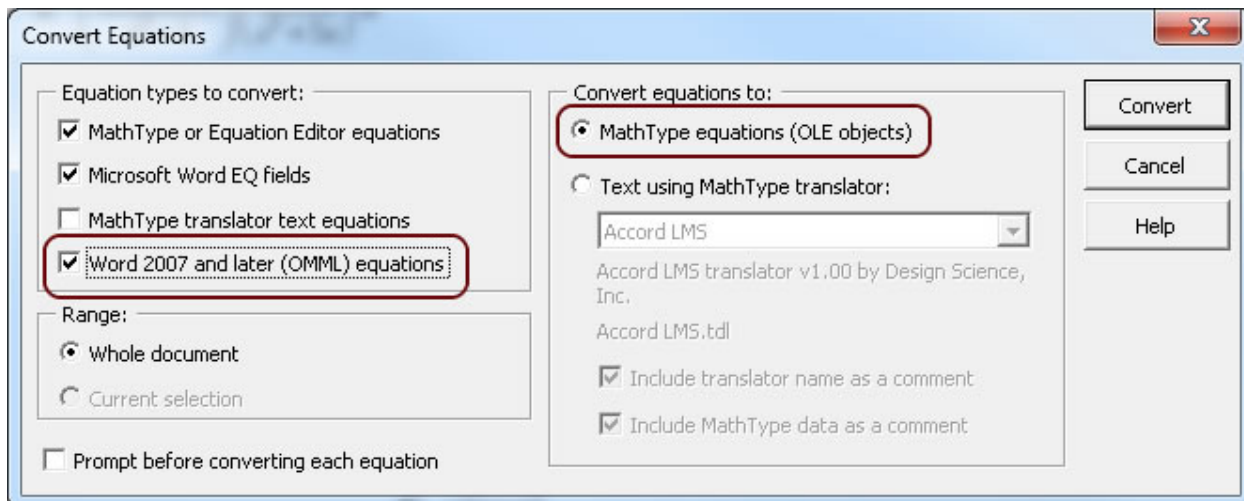 Convert Equations
Equation types to convert:
MathType or Equation Editor equations
Microsoft Word EQ fields
MathType translator text equations
Word 2007 and later (OMML) equations
Range:
Whole document
Current selection
Prompt before converting each equation
Convert equations to:
MathType equations (OLE objects)
Text using MathType translator:
Accord LMS
Accord LMS translator v1.00 by Design Science,
Inc.
Accord LMS.tdl
Include translator name as a comment
Include MathType data as a comment
Convert
Cancel
Help